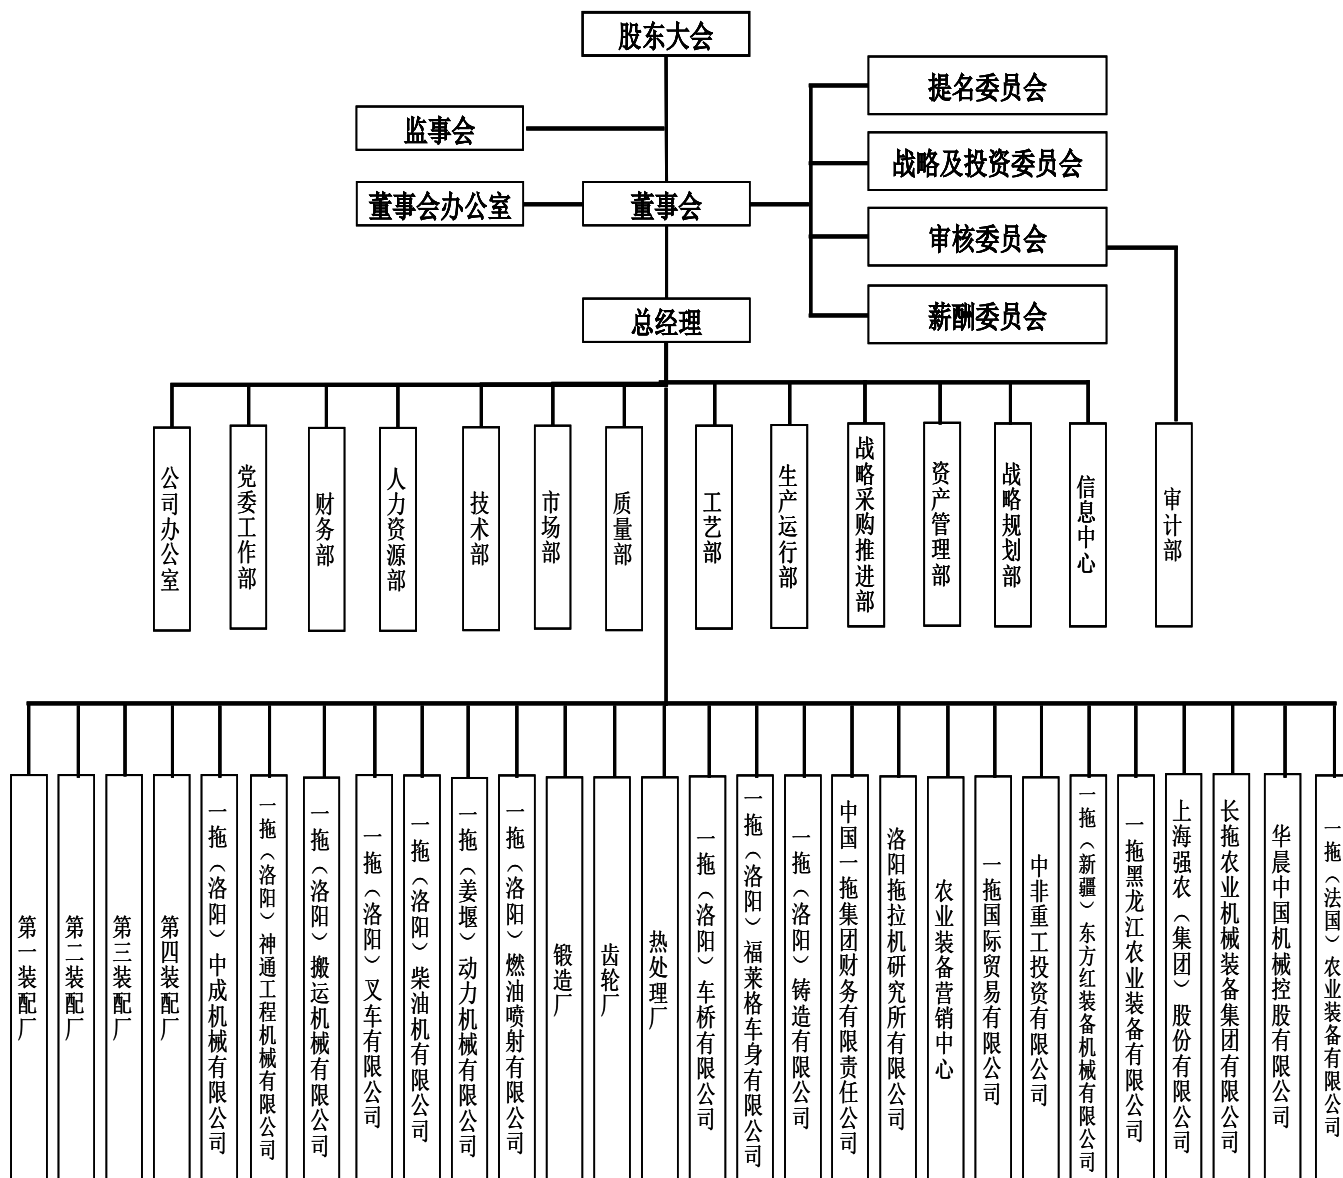 股东大会
提名委员会
监事会
战略及投资委员会
董事会办公室
董事会
审核委员会
总经理
薪酬委员会
公司办公室
党委工作部
财务部
人力资源部
技术部
市场部
质量部
工艺部
生产运行部
战略采购推进部
资产管理部
战略规划部
信息中心
审计部
第一装配厂
第二装配厂
第三装配厂
第四装配厂
一拖（洛阳）中成机械有限公司
一拖（洛阳）神通工程机械有限公司
一拖（洛阳）搬运机械有限公司
一拖（洛阳）叉车有限公司
一拖（洛阳）柴油机有限公司
一拖（姜堰）动力机械有限公司
一拖（洛阳）燃油喷射有限公司
锻造厂
齿轮厂
热处理厂
一拖（洛阳）车桥有限公司
一拖（洛阳）福莱格车身有限公司
一拖（洛阳）铸造有限公司
中国一拖集团财务有限责任公司
洛阳拖拉机研究所有限公司
农业装备营销中心
一拖国际贸易有限公司
中非重工投资有限公司
一拖（新疆）东方红装备机械有限公司
一拖黑龙江农业装备有限公司
上海强农（集团）股份有限公司
长拖农业机械装备集团有限公司
华晨中国机械控股有限公司
一拖（法国）农业装备有限公司